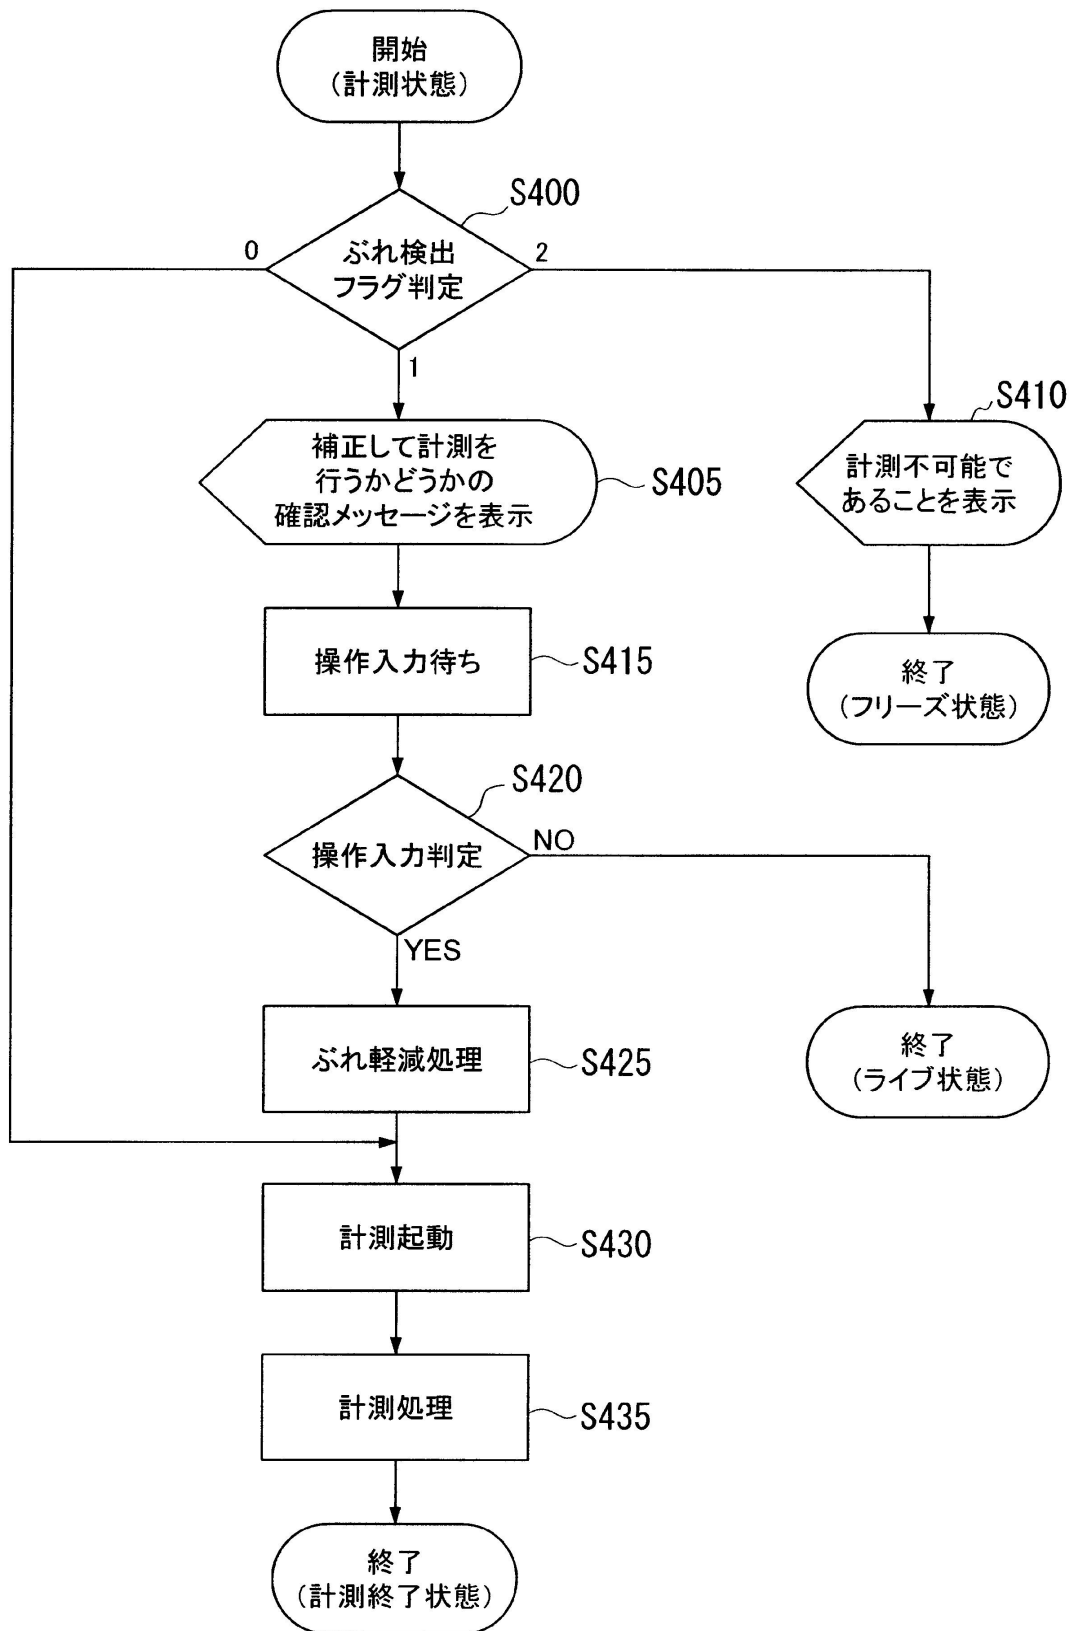 開始
(計測状態)
S400
0
ぶれ検出
フラグ判定
2
1
S410
補正して計測を
行うかどうかの
確認メッセージを表示
S405
計測不可能で
あることを表示
操作入力待ち
S415
終了
(フリーズ状態)
S420
操作入力判定
NO
YES
ぶれ軽減処理
S425
終了
(ライブ状態)
計測起動
S430
計測処理
S435
終了
(計測終了状態)